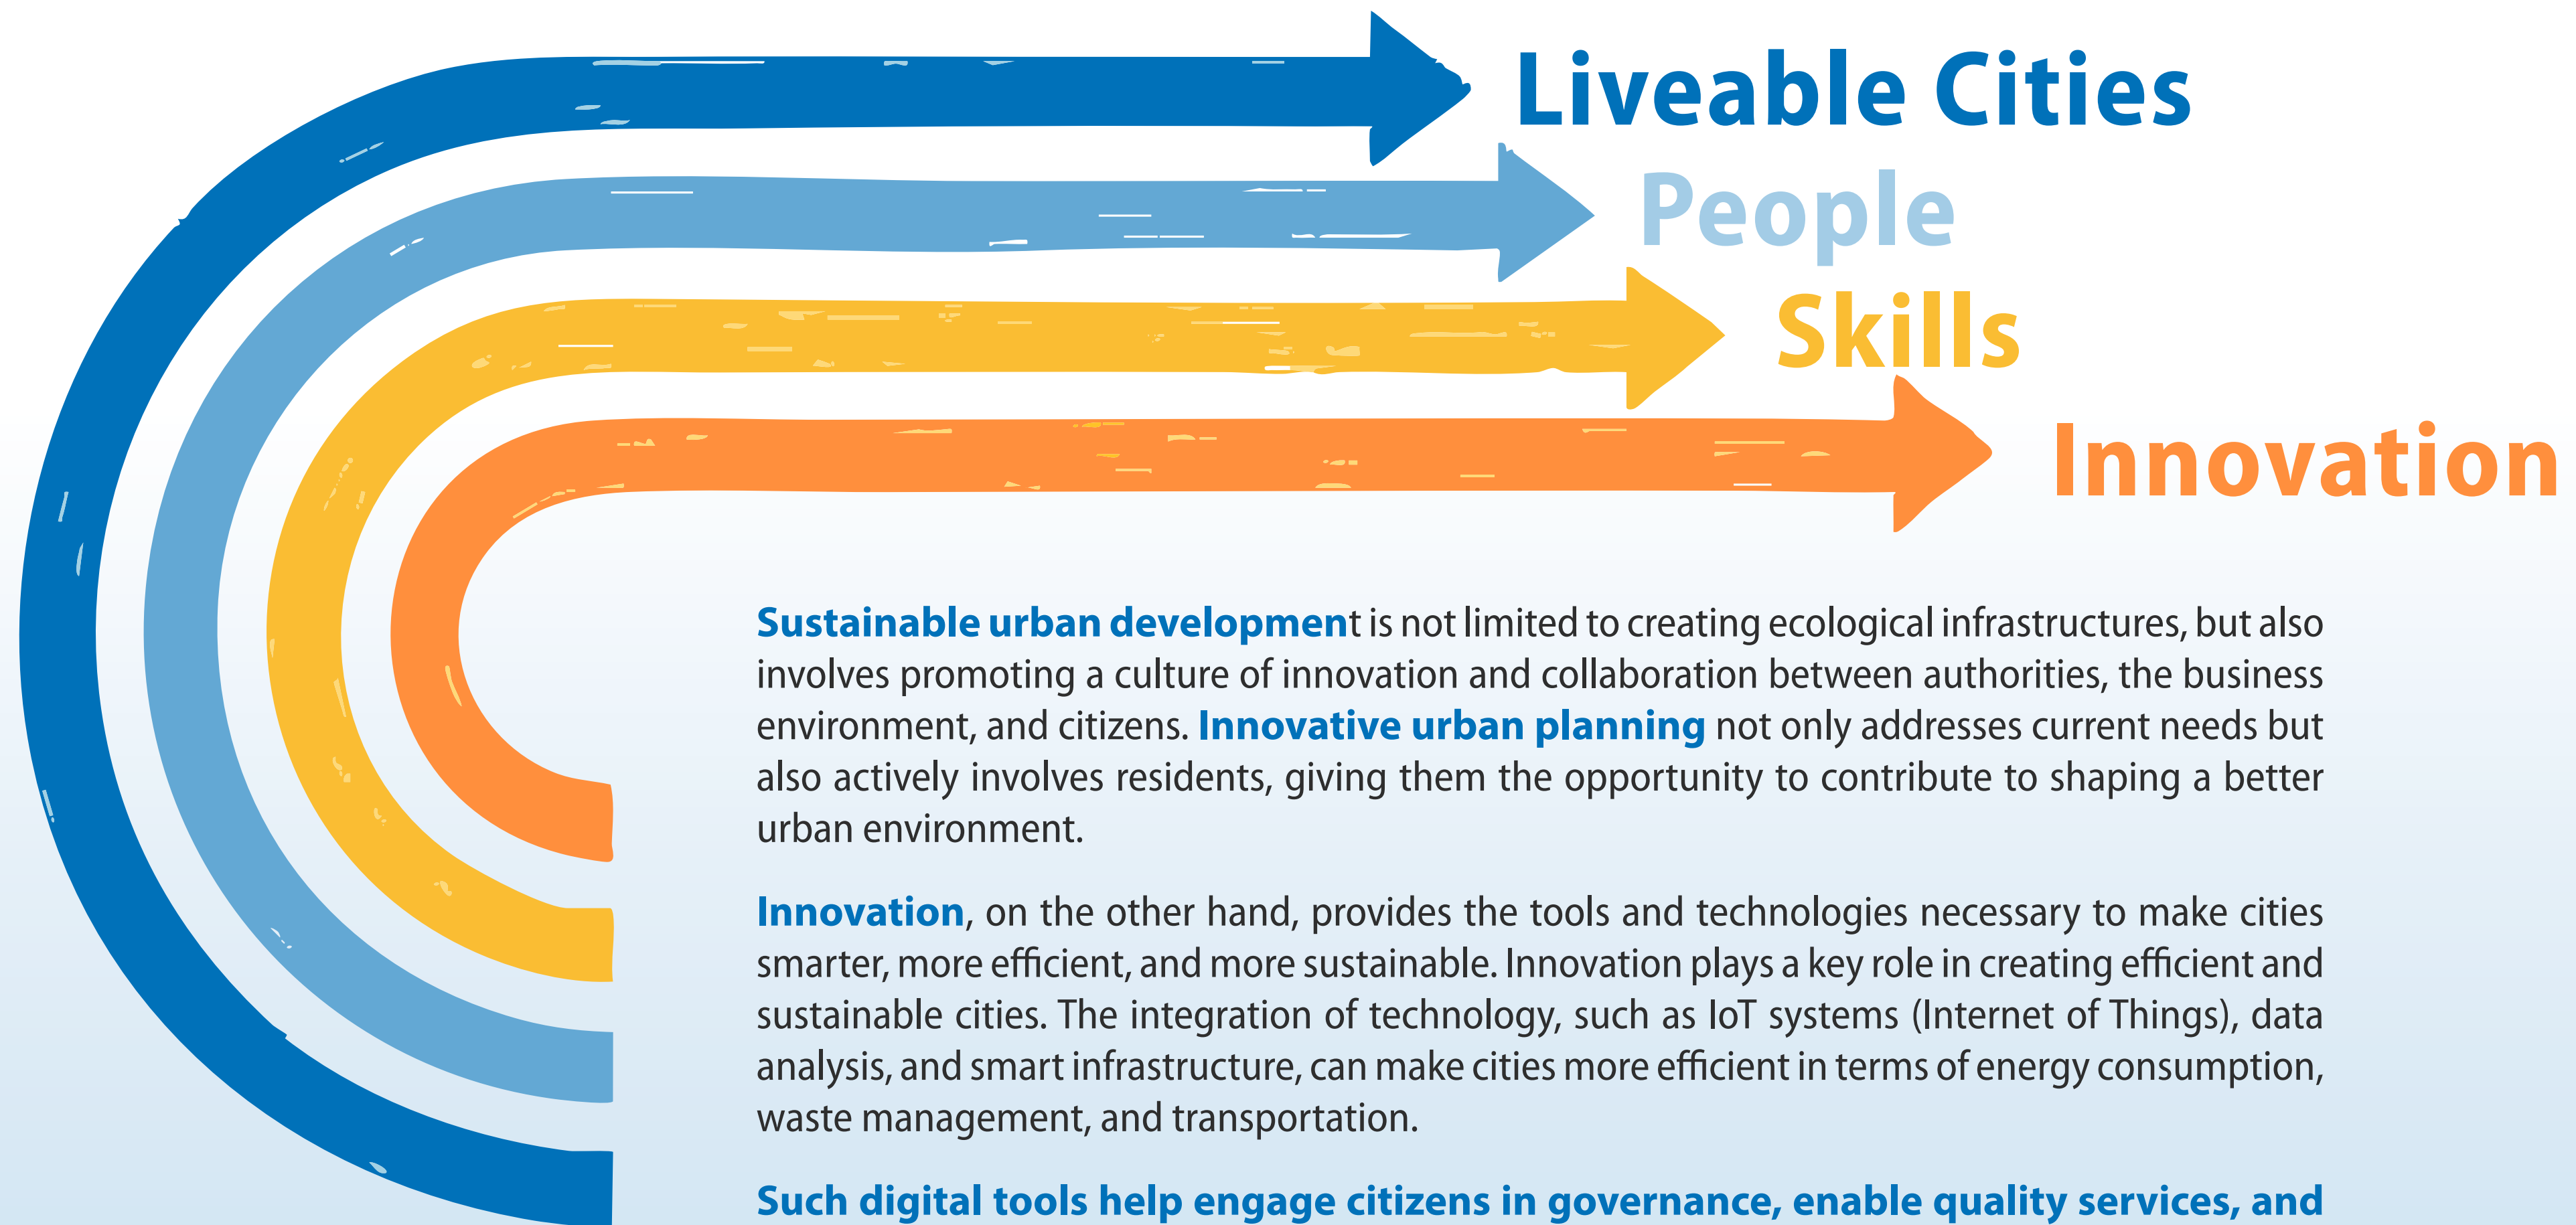 Liveable Cities
People
Skills
Innovation
Sustainable urban development is not limited to creating ecological infrastructures, but also
involves promoting a culture of innovation and collaboration between authorities, the business
environment, and citizens. Innovative urban planning not only addresses current needs but
also actively involves residents, giving them the opportunity to contribute to shaping a better
urban environment.
Innovation, on the other hand, provides the tools and technologies necessary to make cities
smarter, more efficient, and more sustainable. Innovation plays a key role in creating efficient and
sustainable cities. The integration of technology, such as IoT systems (Internet of Things), data
analysis, and smart infrastructure, can make cities more efficient in terms of energy consumption,
waste management, and transportation.
Such digital tools help engage citizens in governance, enable quality services, and